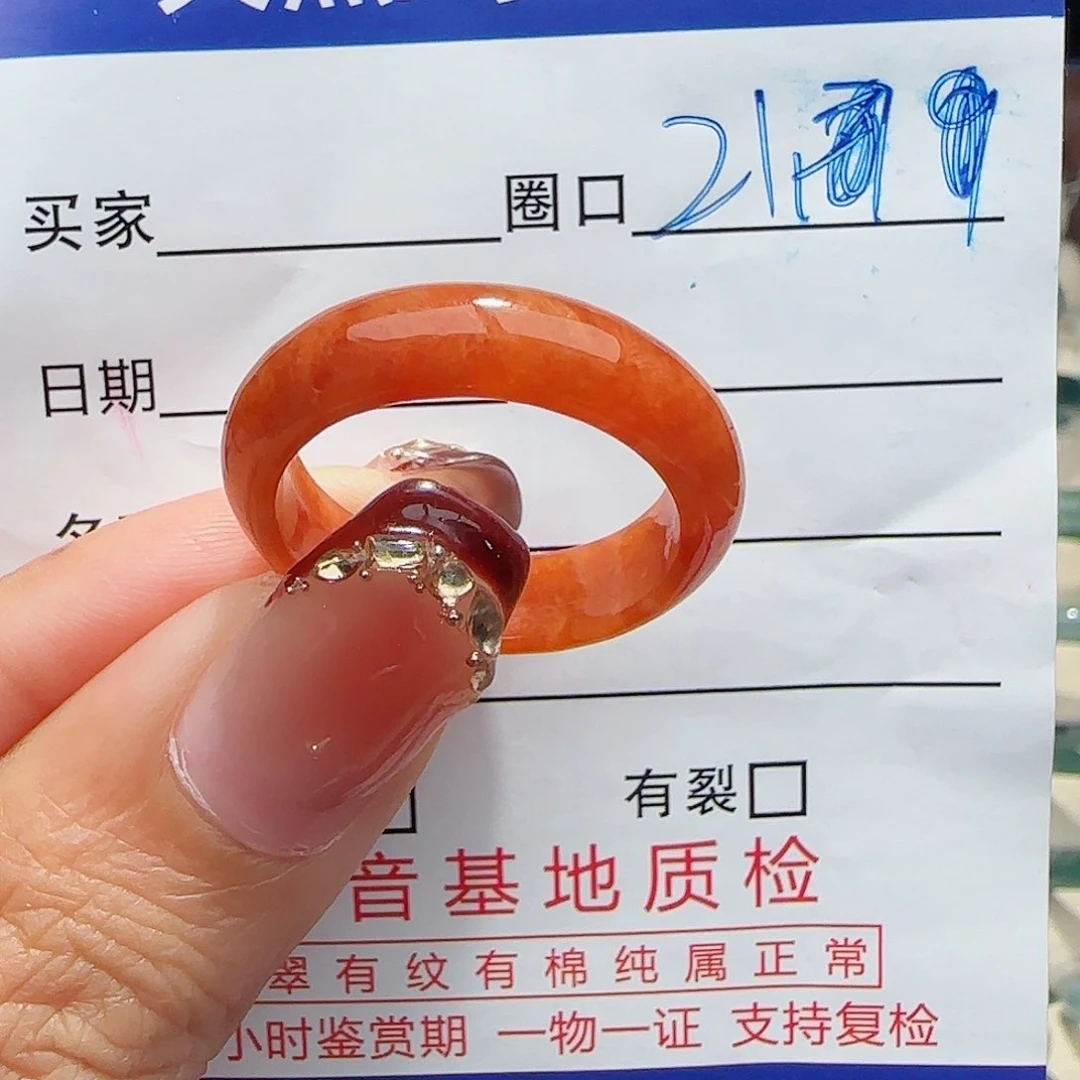 买家 圈口 21
日期
有裂
音基地质检
翠有纹有棉纯属正常
小时鉴赏期 一物一证 支持复检